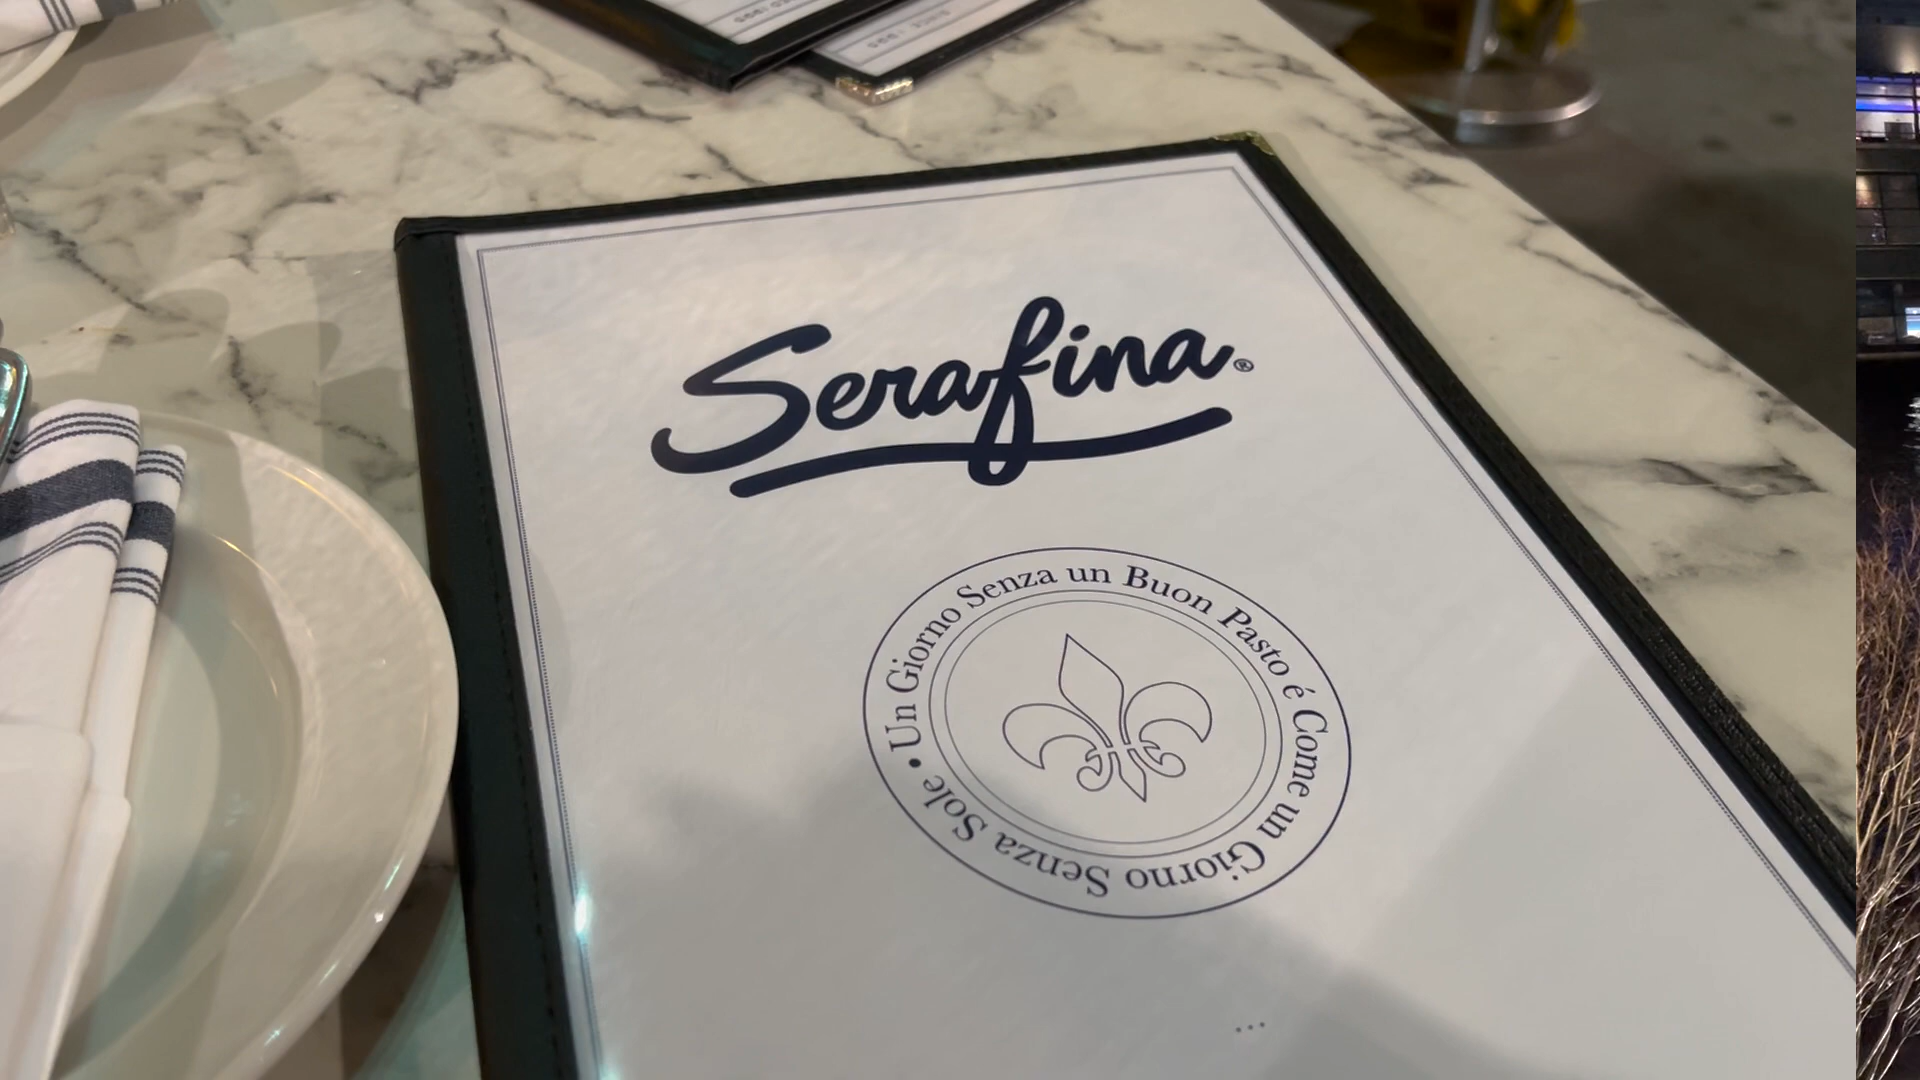 Serafina®
• Un Giorno Senza un Buon Pasto é Come un Giorno Senza Sole